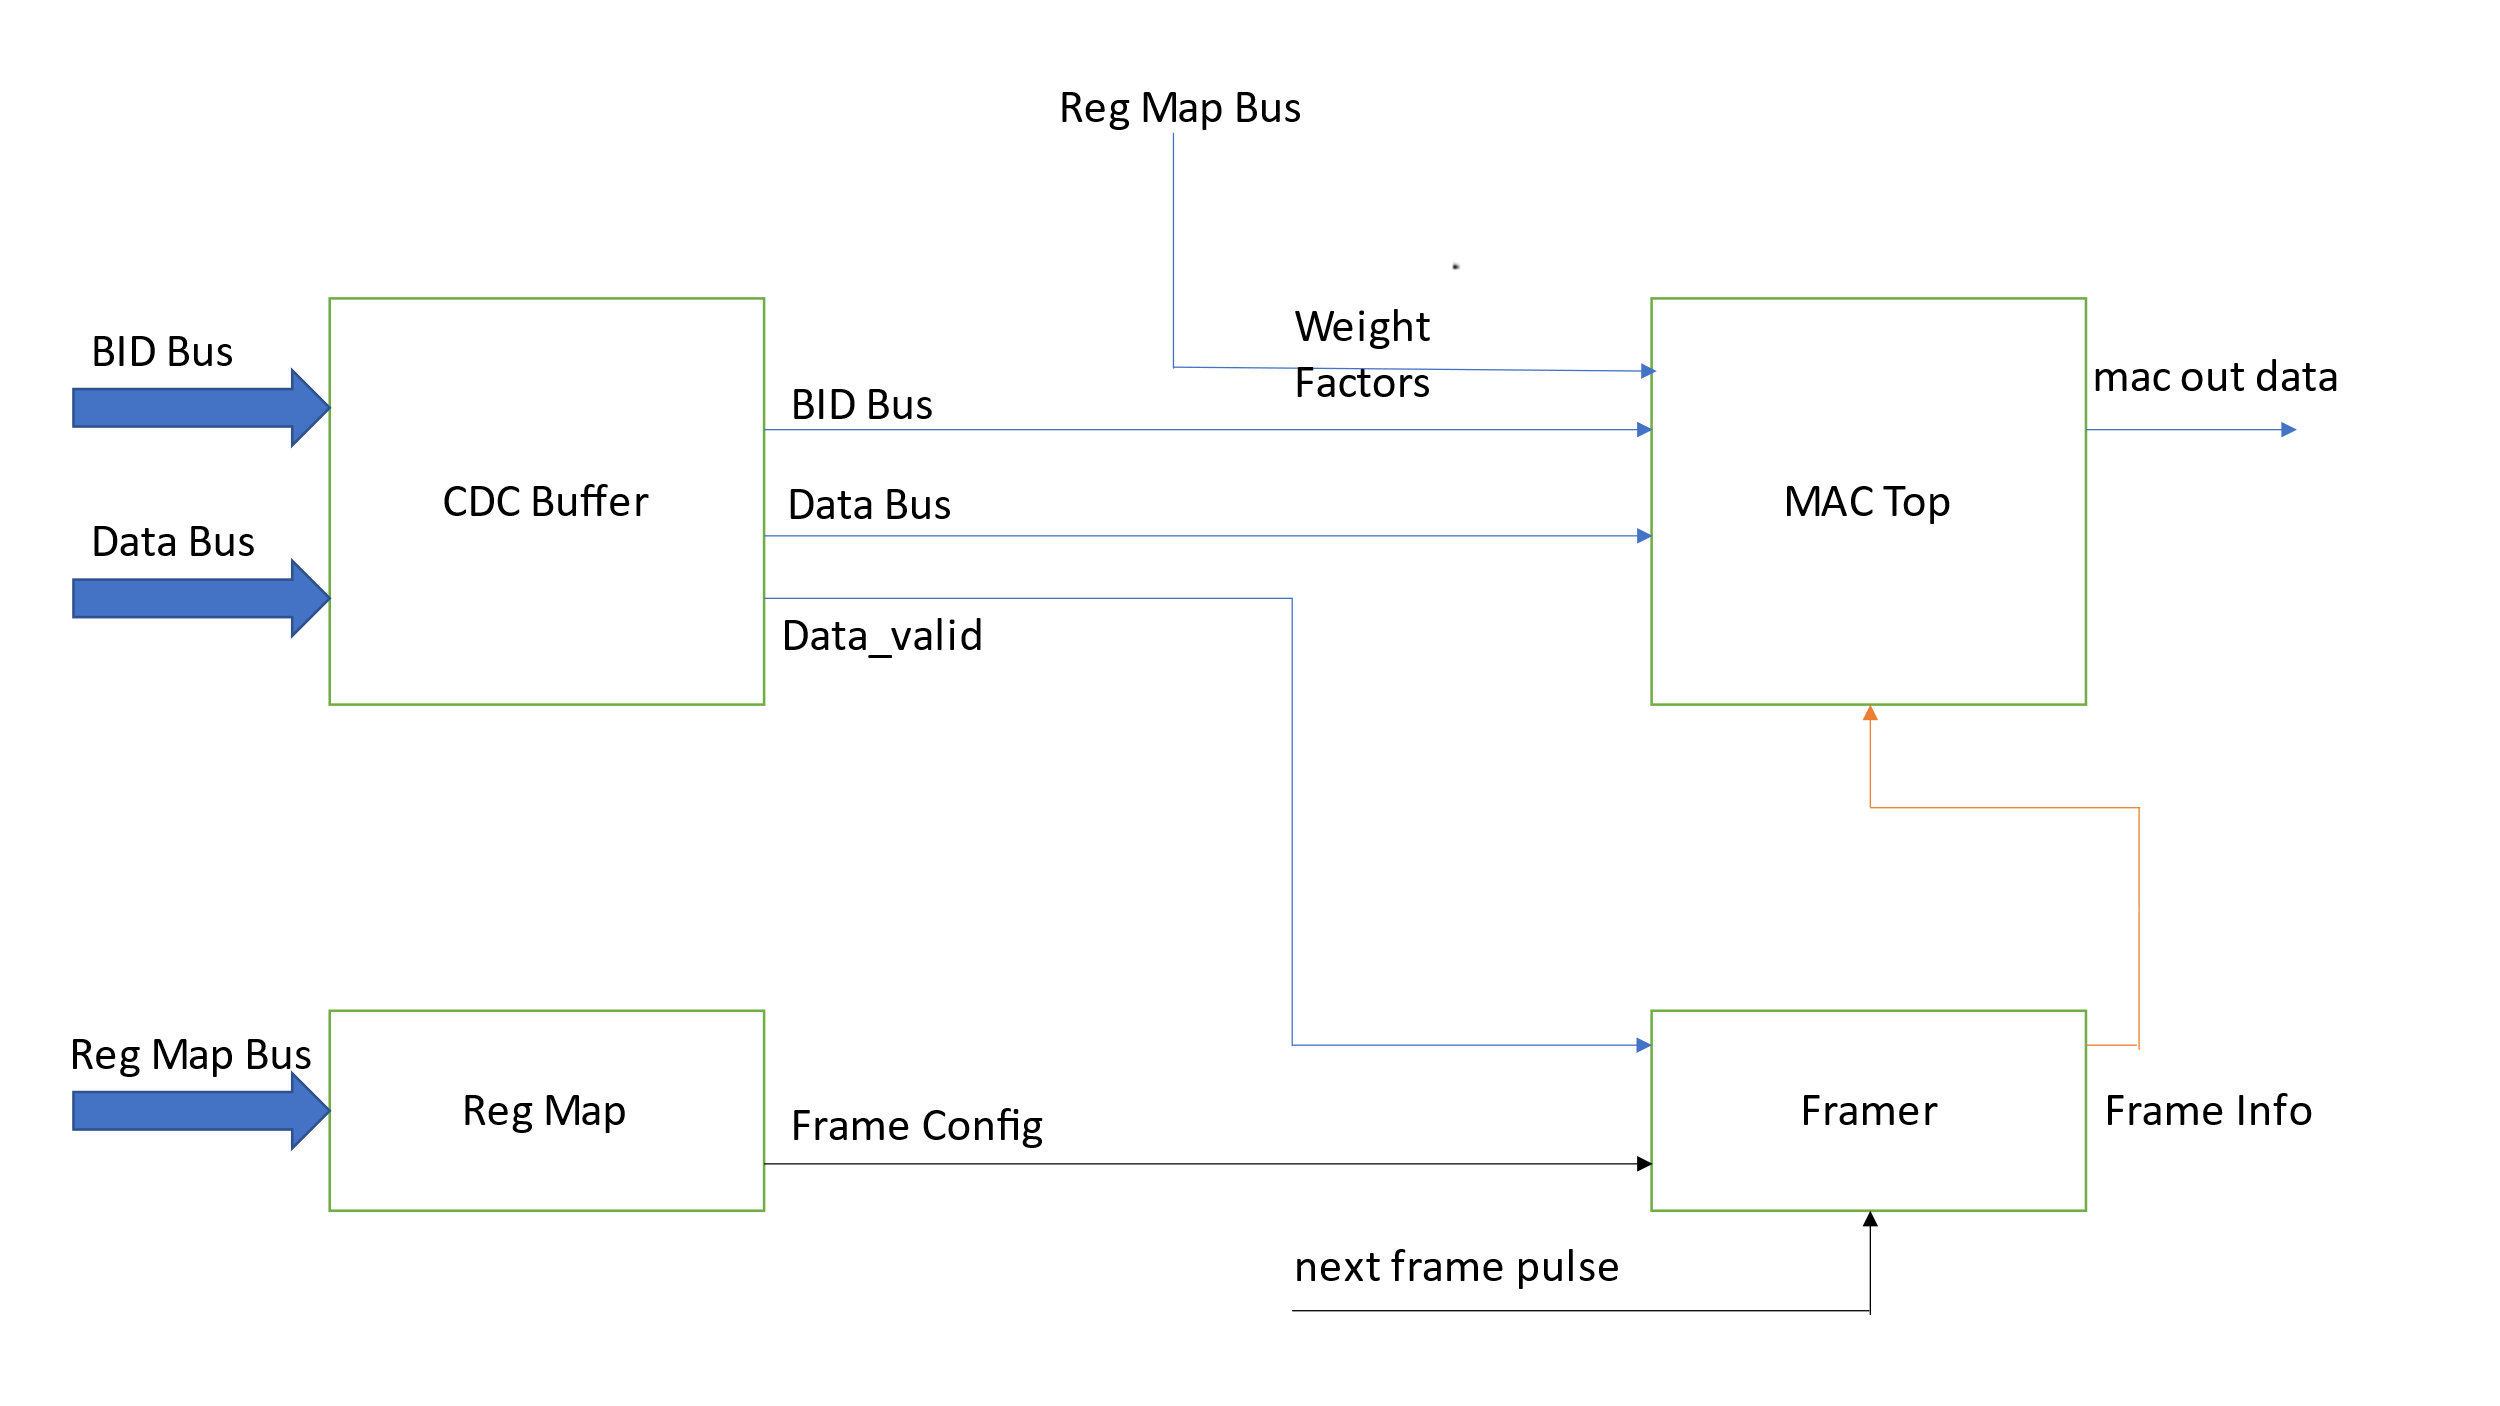 Reg Map Bus
Weight
Factors
BID Bus
BID Bus
mac out data
CDC Buffer
Data Bus
MAC Top
Data Bus
Data_valid
Reg Map Bus
Reg Map
Frame Config
Framer
Frame Info
next frame pulse